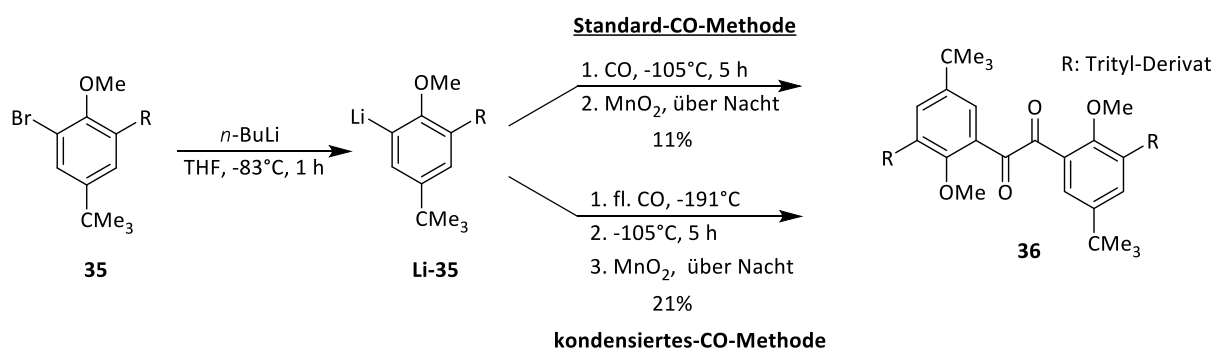 Standard-CO-Methode
1. CO, -105°C, 5 h
2. MnO2, über Nacht
11%
R: Trityl-Derivat
OMe
Br
R
CMe3
35
n-BuLi
THF, -83°C, 1 h
OMe
Li
R
CMe3
Li-35
1. fl. CO, -191°C
2. -105°C, 5 h
3. MnO2, über Nacht
21%
kondensiertes-CO-Methode
CMe3
O
OMe
R
R
OMe
O
CMe3
36